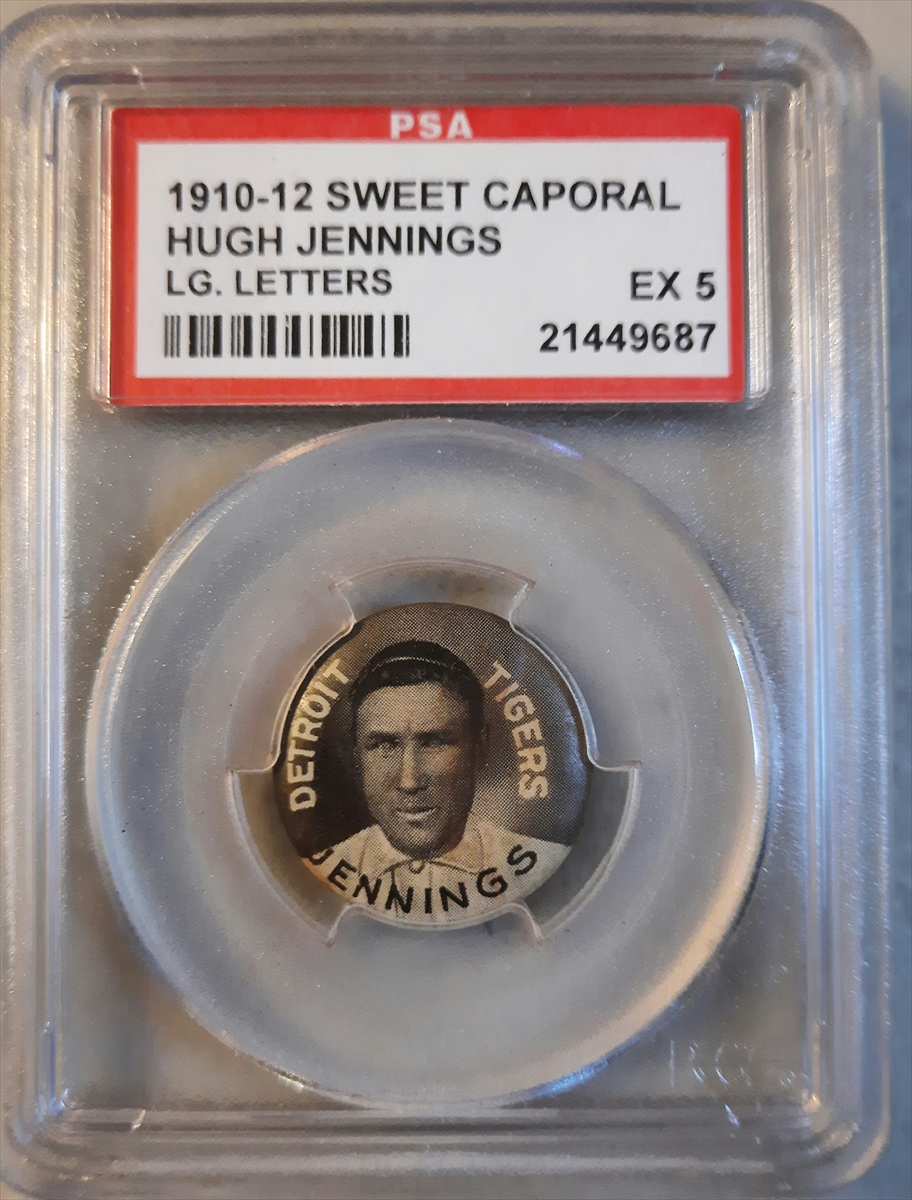 PSA
1910-12 SWEET CAPORAL
HUGH JENNINGS
LG. LETTERS
EX 5
21449687
DETROIT
TIGERS
JENNINGS